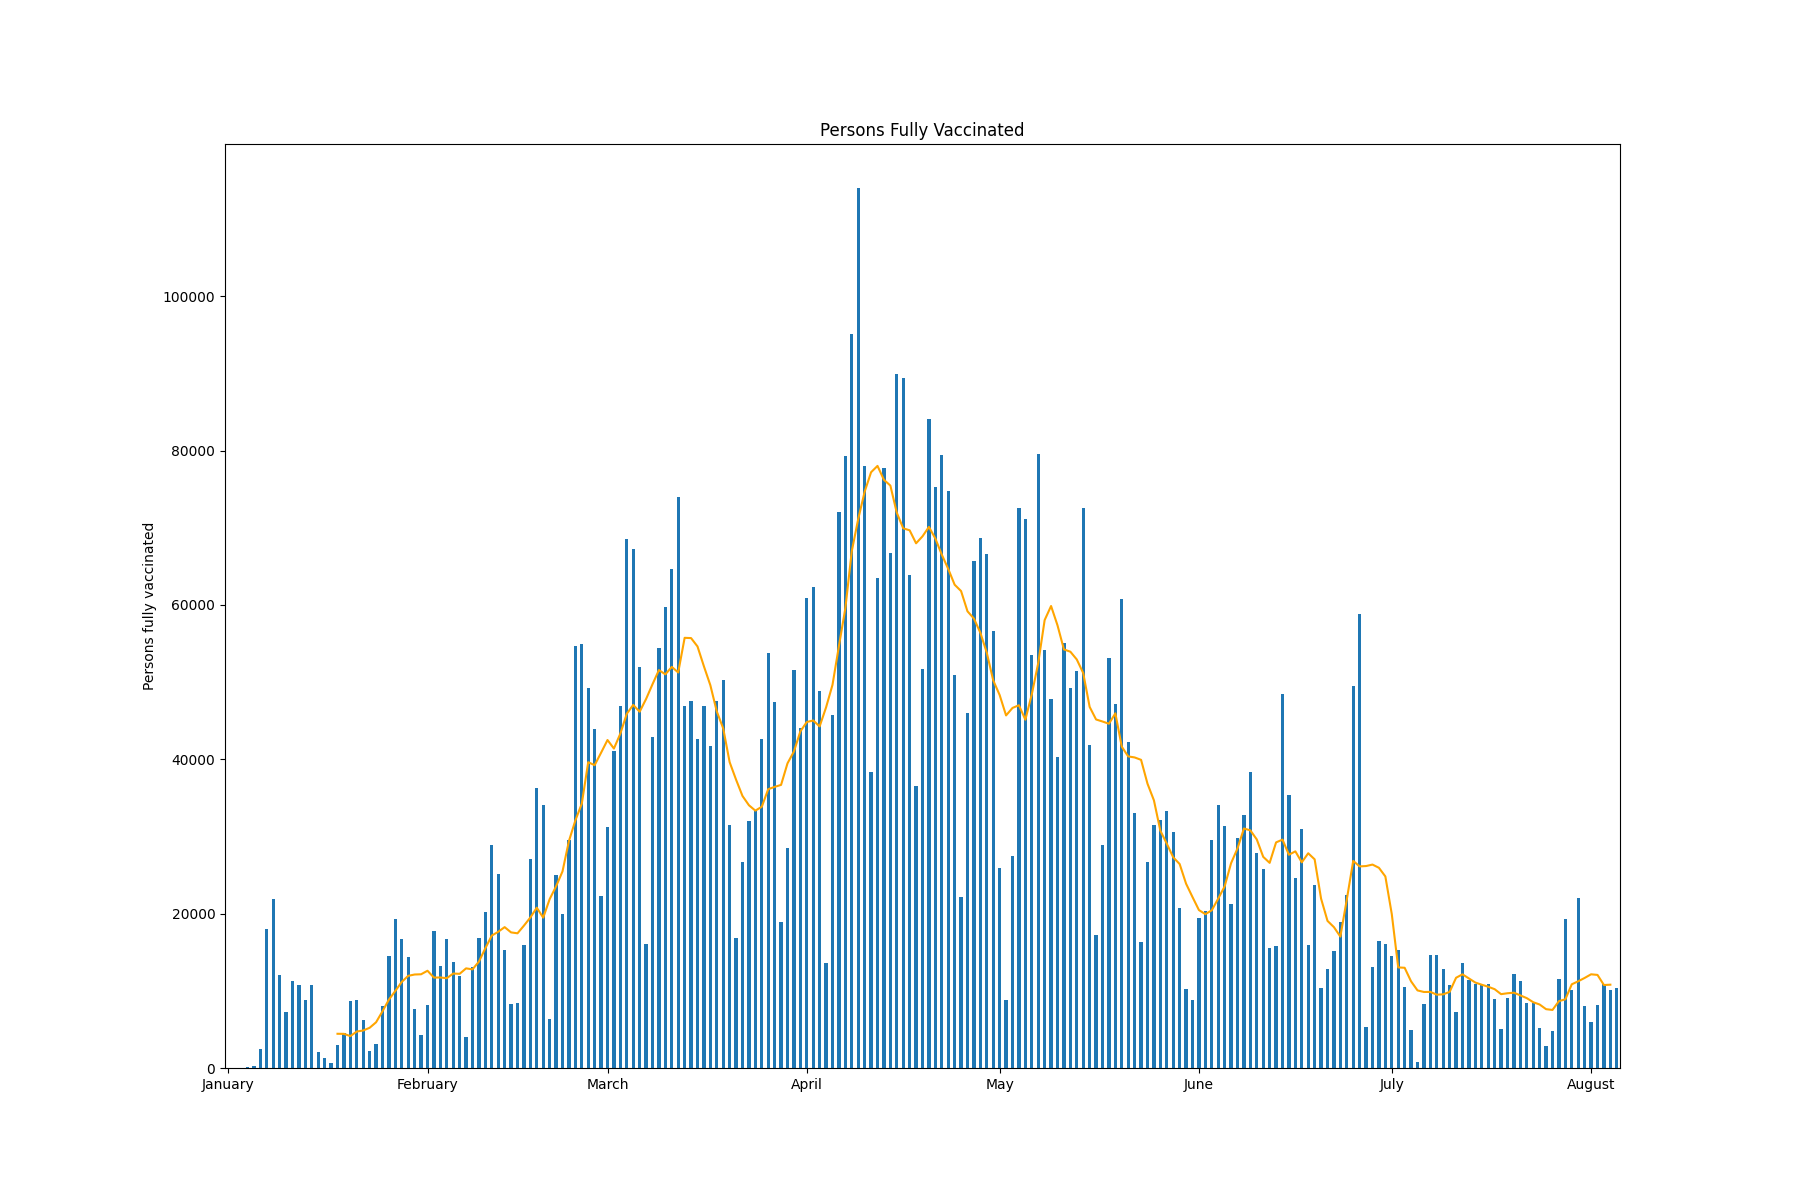 Persons Fully Vaccinated
Persons fully vaccinated
100000
80000
60000
40000
20000
0
January February March April May June July August